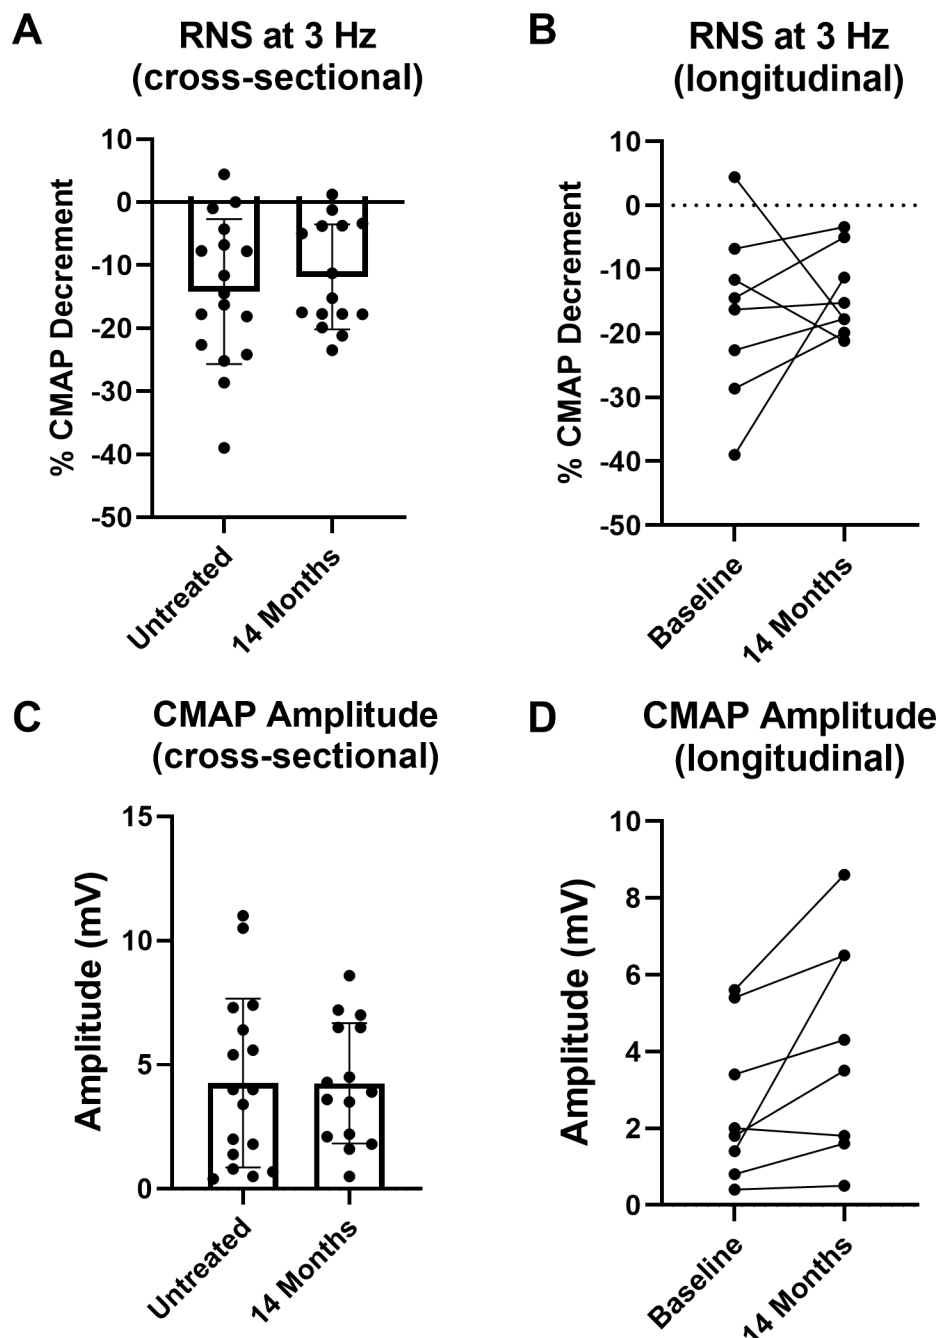 A
RNS at 3 Hz
(cross-sectional)
% CMAP Decrement
10
0
-10
-20
-30
-40
-50
Untreated
14 Months
B
RNS at 3 Hz
(longitudinal)
% CMAP Decrement
10
0
-10
-20
-30
-40
-50
Baseline
14 Months
C
CMAP Amplitude
(cross-sectional)
Amplitude (mV)
15
10
5
0
Untreated
14 Months
D
CMAP Amplitude
(longitudinal)
Amplitude (mV)
10
8
6
4
2
0
Baseline
14 Months